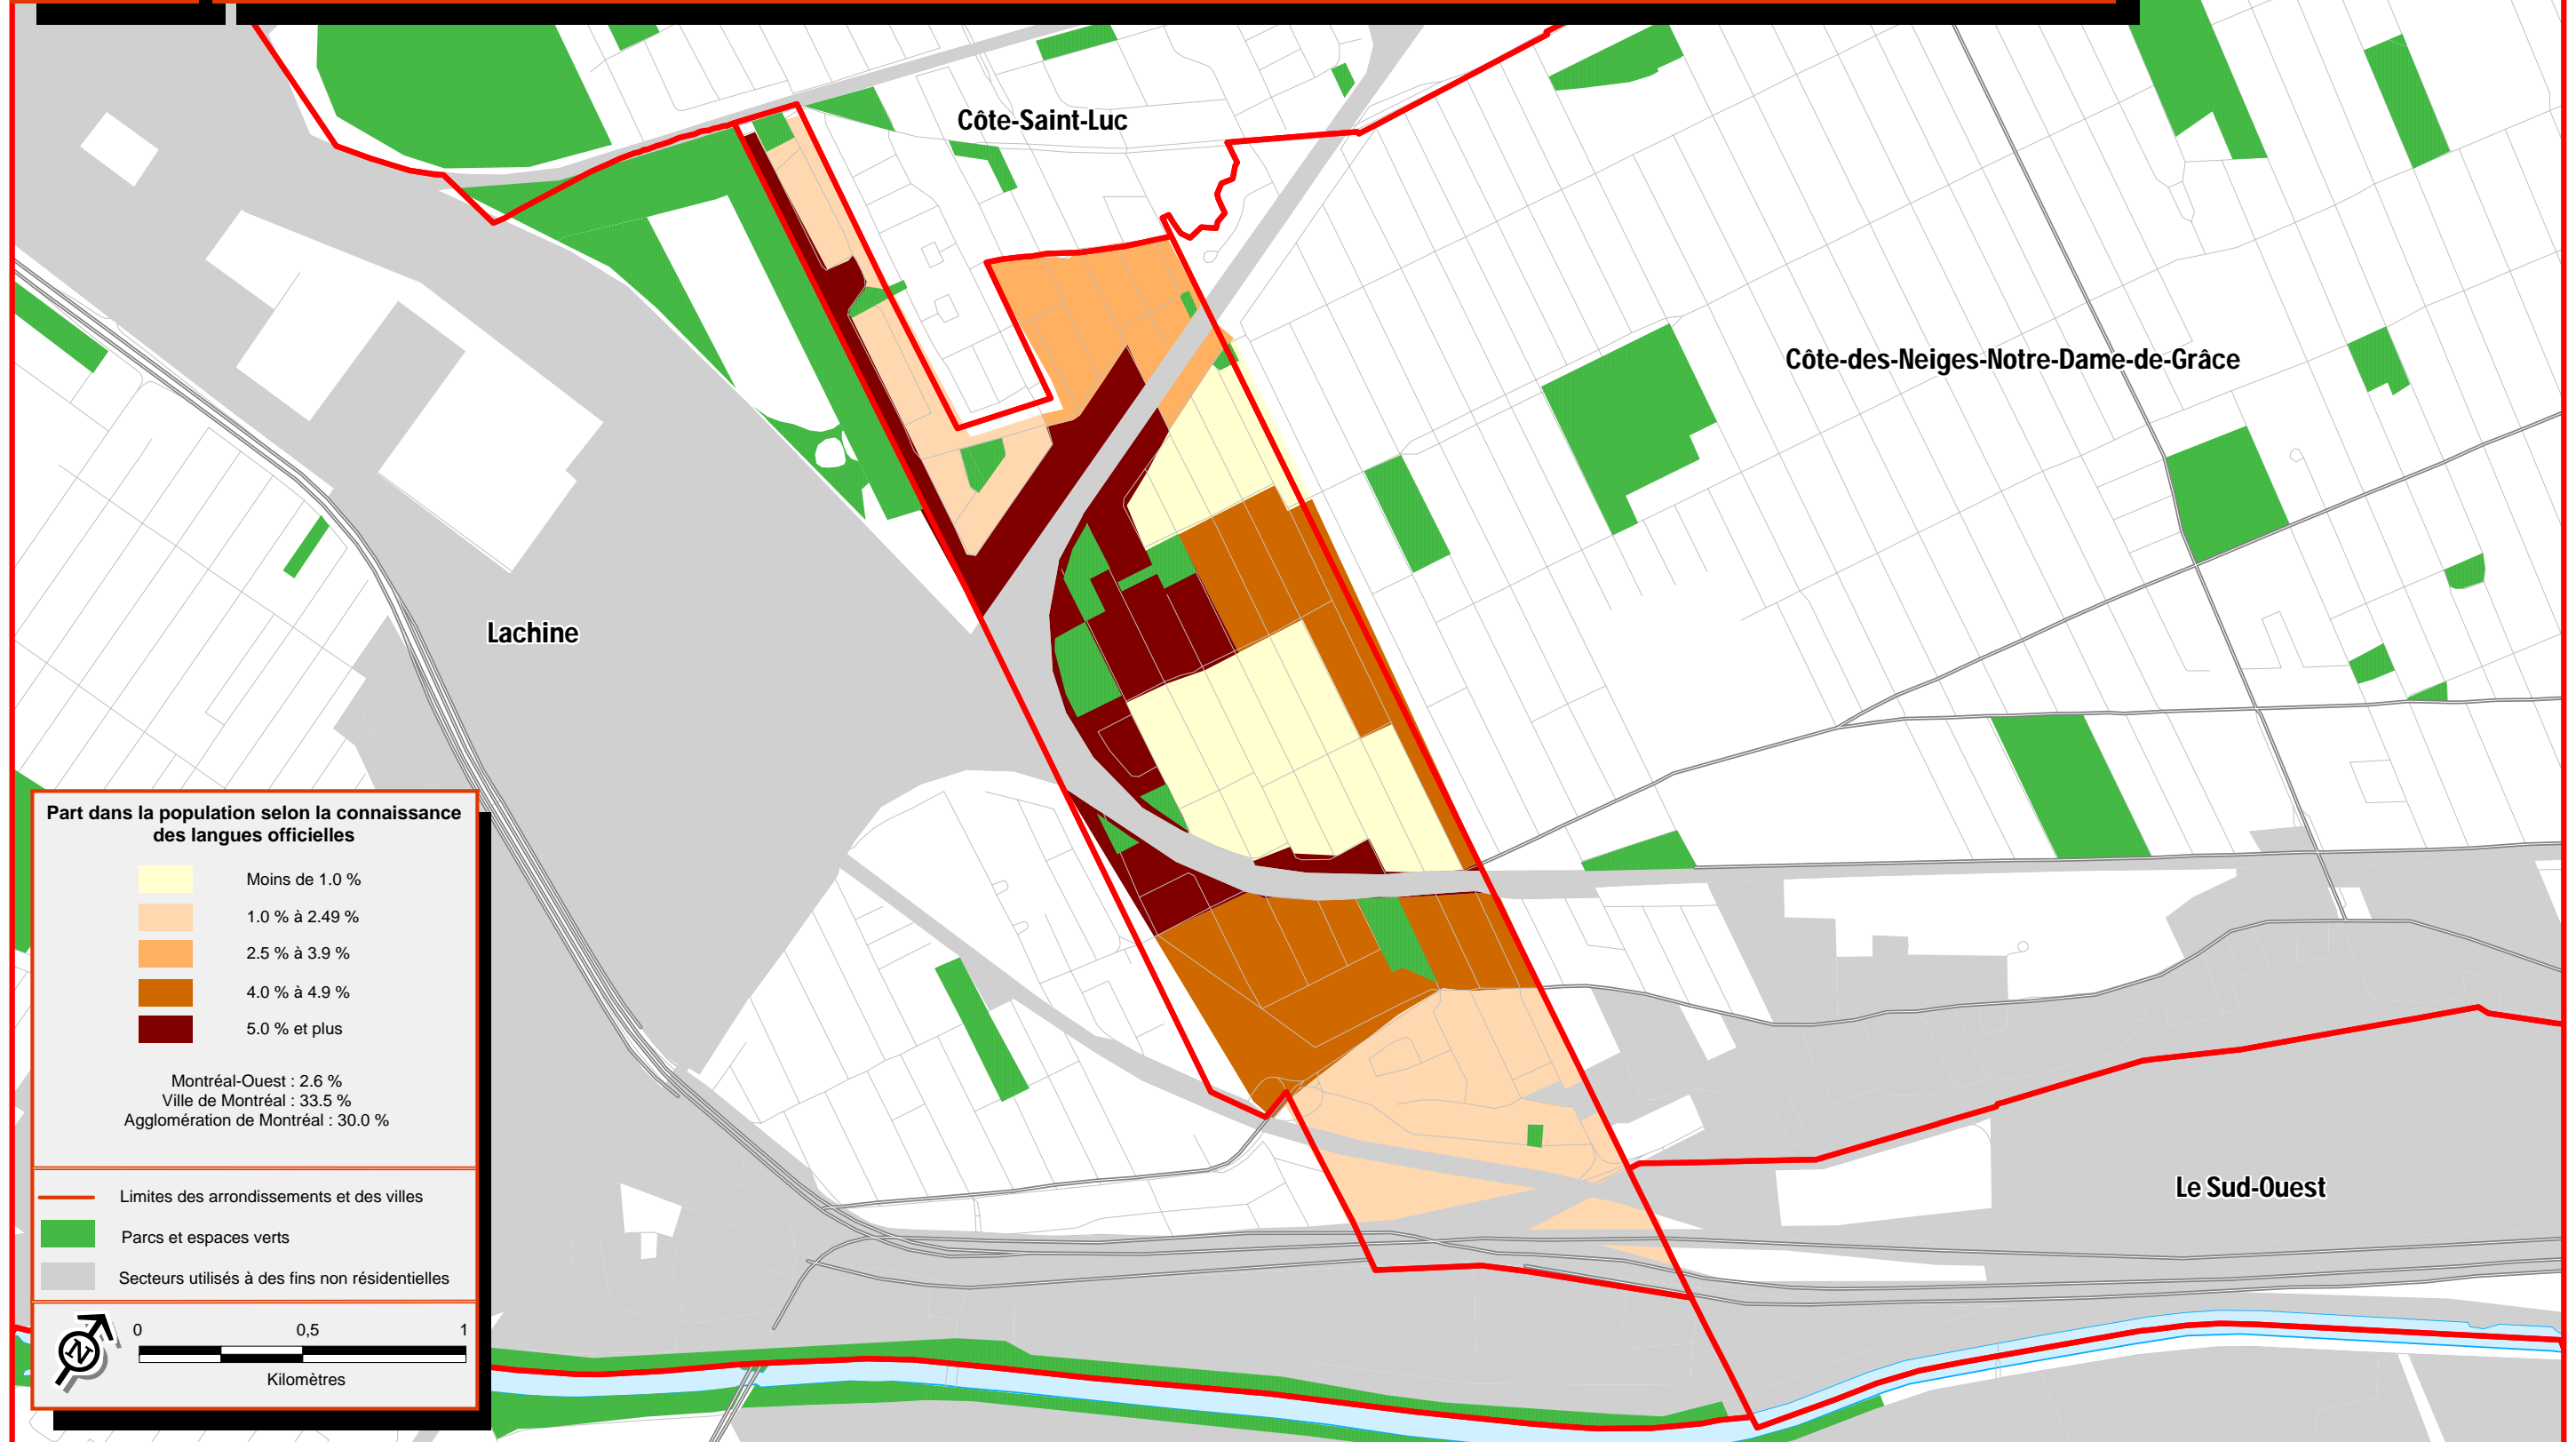 Côte-Saint-Luc
Côte-des-Neiges-Notre-Dame-de-Grâce
Lachine
Le Sud-Ouest
Part dans la population selon la connaissance
des langues officielles
Moins de 1.0 %
1.0 % à 2.49 %
2.5 % à 3.9 %
4.0 % à 4.9 %
5.0 % et plus
Montréal-Ouest : 2.6 %
Ville de Montréal : 33.5 %
Agglomération de Montréal : 30.0 %
Limites des arrondissements et des villes
Parcs et espaces verts
Secteurs utilisés à des fins non résidentielles
N
0 0,5 1
Kilomètres